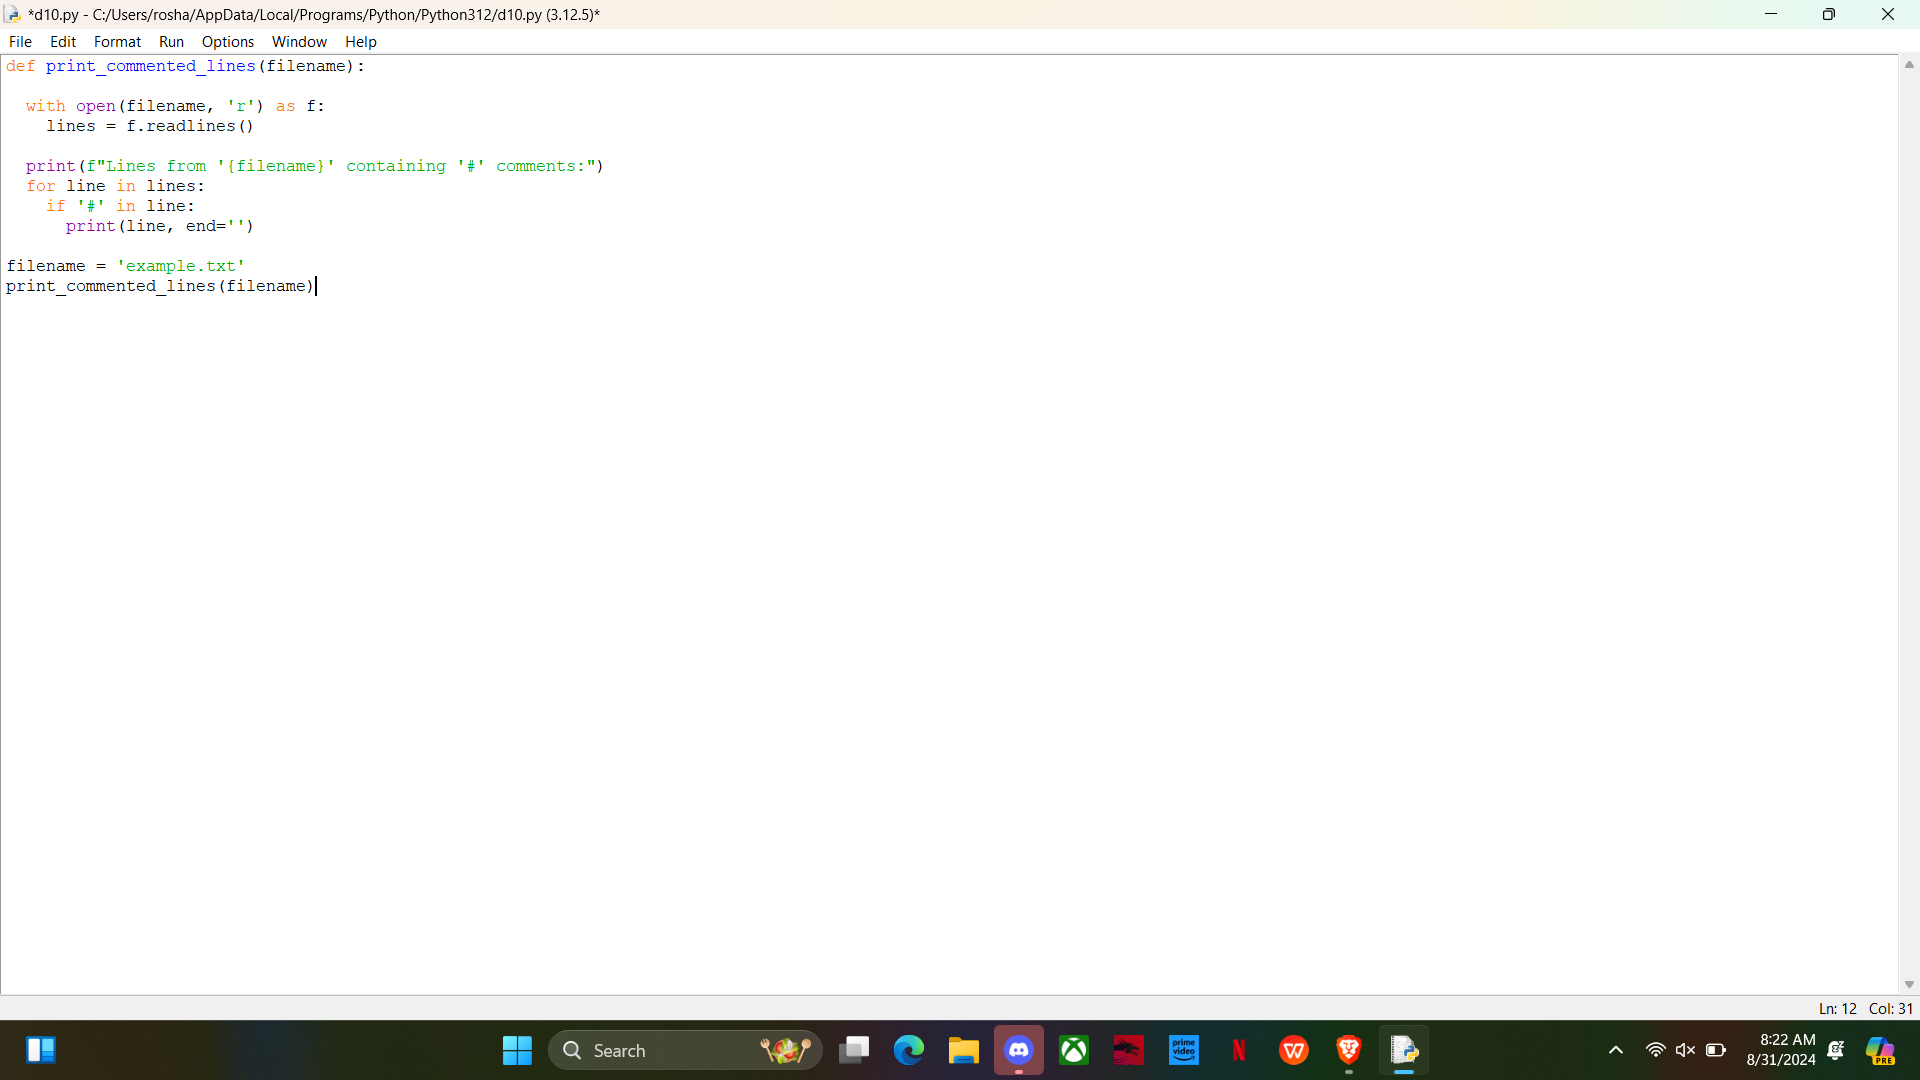 *d10.py - C:/Users/rosha/AppData/Local/Programs/Python/Python312/d10.py (3.12.5)*
File Edit Format Run Options Window Help
def print_commented_lines(filename):
  with open(filename, 'r') as f:
    lines = f.readlines()
  print(f"Lines from '{filename}' containing '#' comments:")
  for line in lines:
    if '#' in line:
      print(line, end='')
filename = 'example.txt'
print_commented_lines(filename)
Ln: 12 Col: 31
Search
prime video
N
W
8:22 AM
8/31/2024
PRE